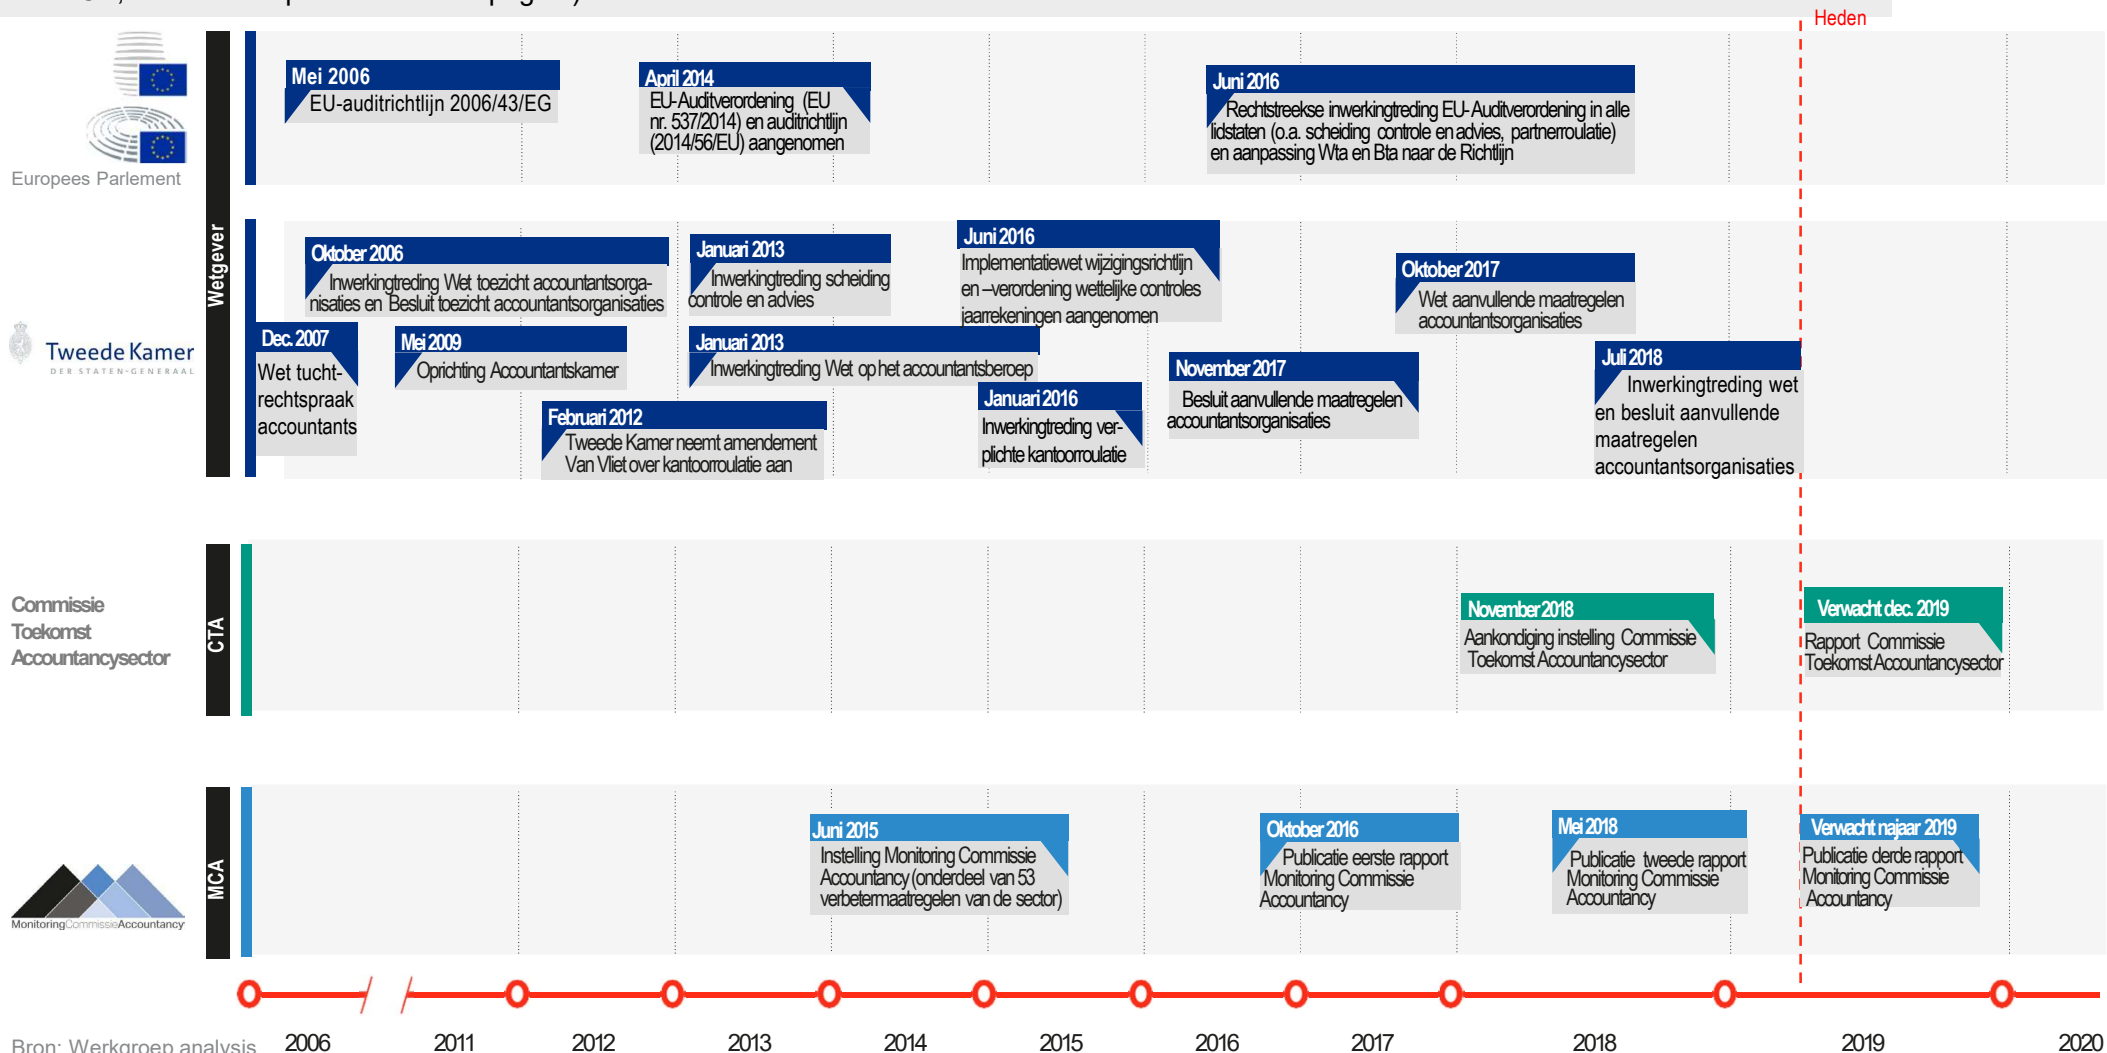 Heden
Mei 2006
EU-auditrichtlijn 2006/43/EG
April 2014
EU-Auditverordening (EU
nr. 537/2014) en auditrichtlijn
(2014/56/EU) aangenomen
Juni 2016
Rechtstreekse inwerkingtreding EU-Auditverordening in alle
lidstaten (o.a. scheiding controle en advies, partnerroulatie)
en aanpassing Wta en Bta naar de Richtlijn
Europees Parlement
Wetgever
Tweede Kamer
DER STATEN-GENERAAL
Oktober 2006
Inwerkingtreding Wet toezicht accountantsorga-
nisaties en Besluit toezicht accountantsorganisaties
Januari 2013
Inwerkingtreding scheiding
controle en advies
Juni 2016
Implementatiewet wijzigingsrichtlijn
en –verordening wettelijke controles
jaarrekeningen aangenomen
Oktober 2017
Wet aanvullende maatregelen
accountantsorganisaties
Dec. 2007
Wet tucht-
rechtspraak
accountants
Mei 2009
Oprichting Accountantskamer
Januari 2013
Inwerkingtreding Wet op het accountantsberoep
Juli 2018
Inwerkingtreding wet
en besluit aanvullende
maatregelen
accountantsorganisaties
November 2017
Besluit aanvullende maatregelen
accountantsorganisaties
Januari 2016
Inwerkingtreding ver-
plichte kantoorroulatie
Februari 2012
Tweede Kamer neemt amendement
Van Vliet over kantoorroulatie aan
Commissie
Toekomst
Accountancysector
CTA
November 2018
Aankondiging instelling Commissie
Toekomst Accountancysector
Verwacht dec. 2019
Rapport Commissie
Toekomst Accountancysector
MonitoringCommissieAccountancy
MCA
Juni 2015
Instelling Monitoring Commissie
Accountancy (onderdeel van 53
verbetermaatregelen van de sector)
Oktober 2016
Publicatie eerste rapport
Monitoring Commissie
Accountancy
Mei 2018
Publicatie tweede rapport
Monitoring Commissie
Accountancy
Verwacht najaar 2019
Publicatie derde rapport
Monitoring Commissie
Accountancy
2006 2011 2012 2013 2014 2015 2016 2017 2018 2019 2020
Bron: Werkgroep analysis